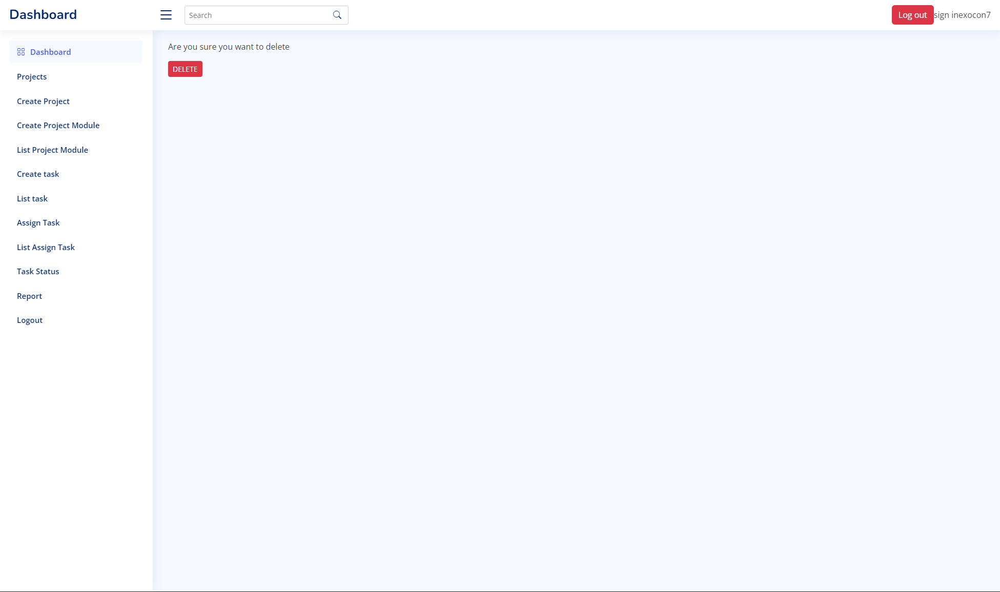 Dashboard
Search
Log out sign inexocon7
Dashboard
Projects
Create Project
Create Project Module
List Project Module
Create task
List task
Assign Task
List Assign Task
Task Status
Report
Logout
Are you sure you want to delete
DELETE